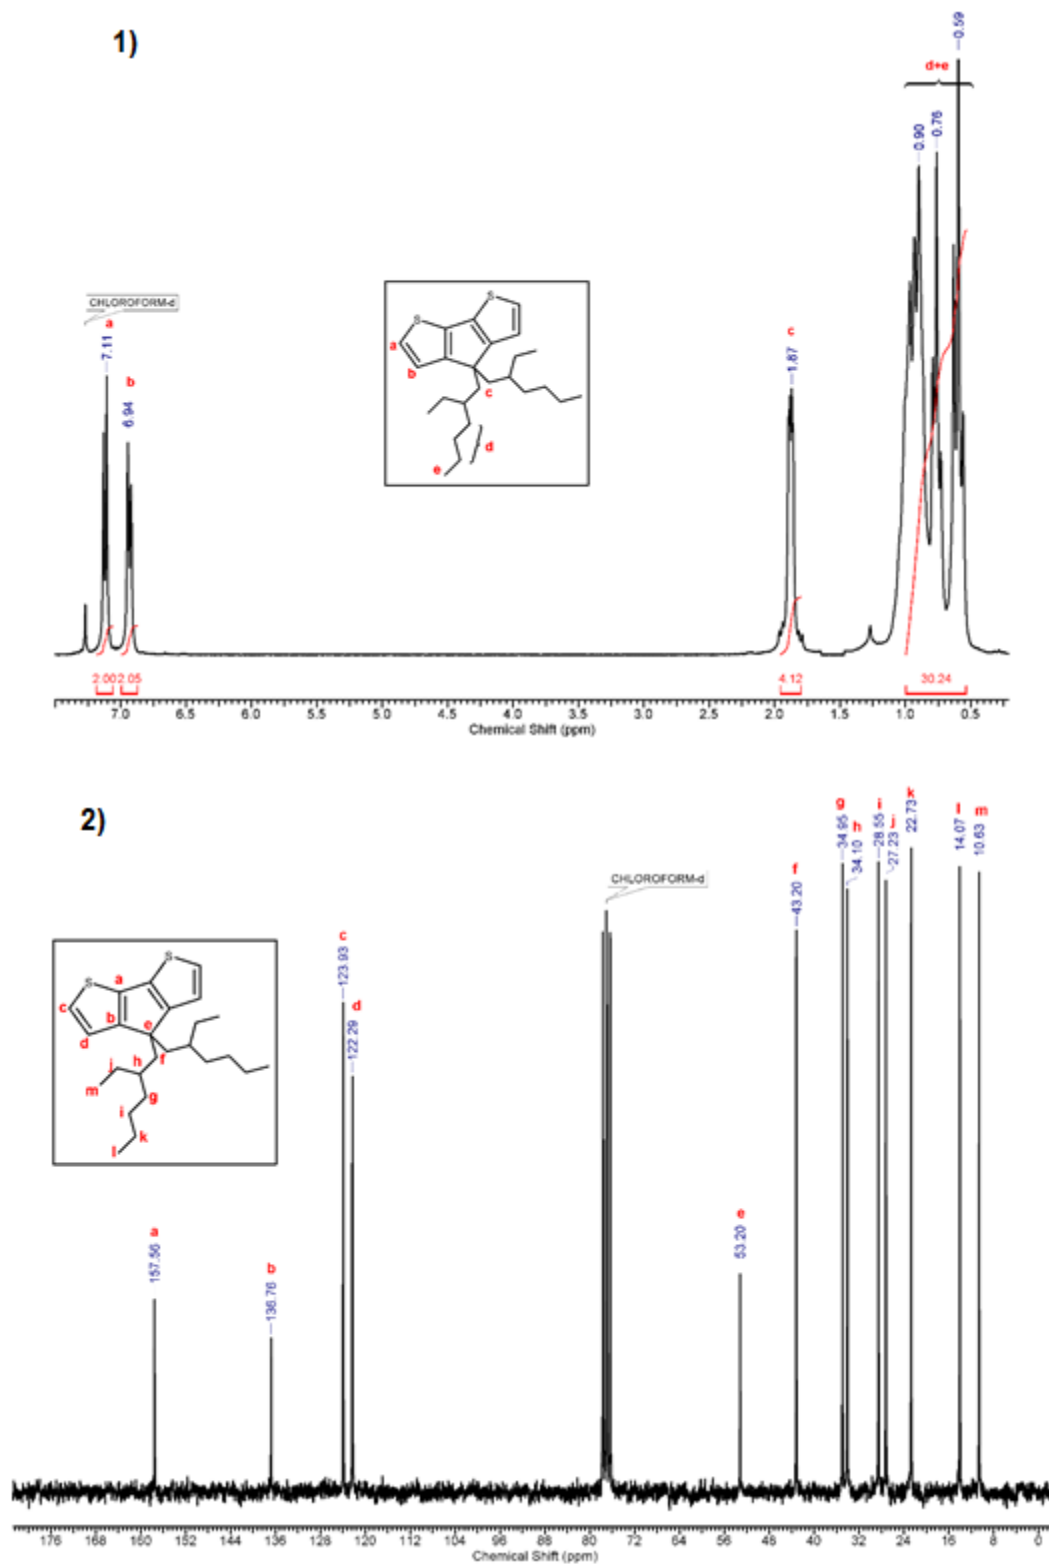 1)
0.59
d+e
0.90
0.76
CHLOROFORM-d
a
7.11
b
6.94
c
1.87
S
S
a
b
c
d
e
2.00 2.05
4.12
30.24
7.0 6.5 6.0 5.5 5.0 4.5 4.0 3.5 3.0 2.5 2.0 1.5 1.0 0.5
Chemical Shift (ppm)
2)
g
34.95
h
34.10
i
28.55
j
27.23
k
22.73
l
14.07
m
10.63
CHLOROFORM-d
f
43.20
c
123.93
d
122.29
S
S
a
c
b
e
d
j
h
f
m
g
i
k
l
e
53.20
a
157.56
b
136.76
176 168 160 152 144 136 128 120 112 104 96 88 80 72 64 56 48 40 32 24 16 8 0
Chemical Shift (ppm)